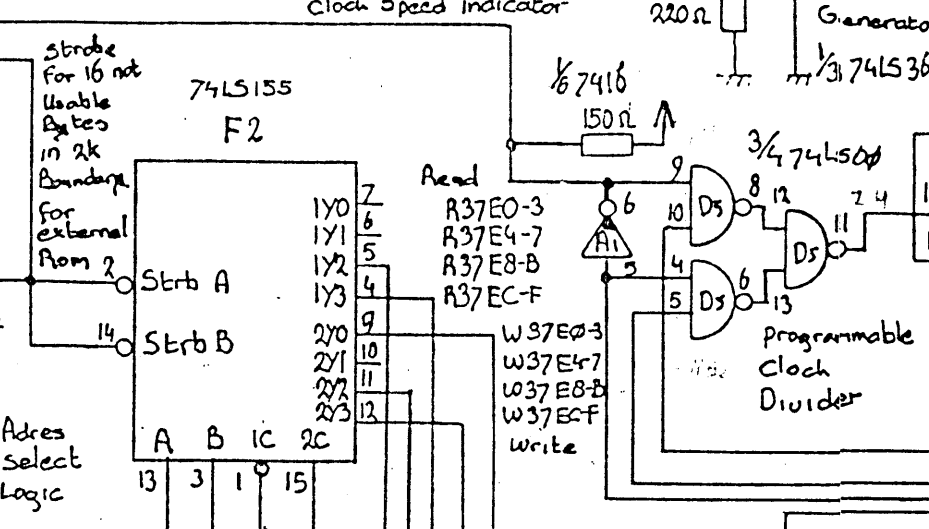 Clock Speed Indicator
220Ω
Generato
1/3 74LS36
Strobe
for 16 not
Usable
Bytes
in 2k
Boundary
for
external
Rom
74LS155
F2
1/6 7416
150Ω
3/4 74LS00
2
14
Strb A
Strb B
1Y0 7
1Y1 6
1Y2 5
1Y3 4
2Y0 9
2Y1 10
2Y2 11
2Y3 12
A B 1C 2C
13 3 1 15
Read
R37E0-3
R37E4-7
R37E8-B
R37EC-F
W37E0-3
W37E4-7
W37E8-B
W37EC-F
Write
6
A1
5
9
10
D5
8
4
5
D5
6
12
13
D5
11
2 4
Programmable
Clock
Divider
Adres
Select
Logic